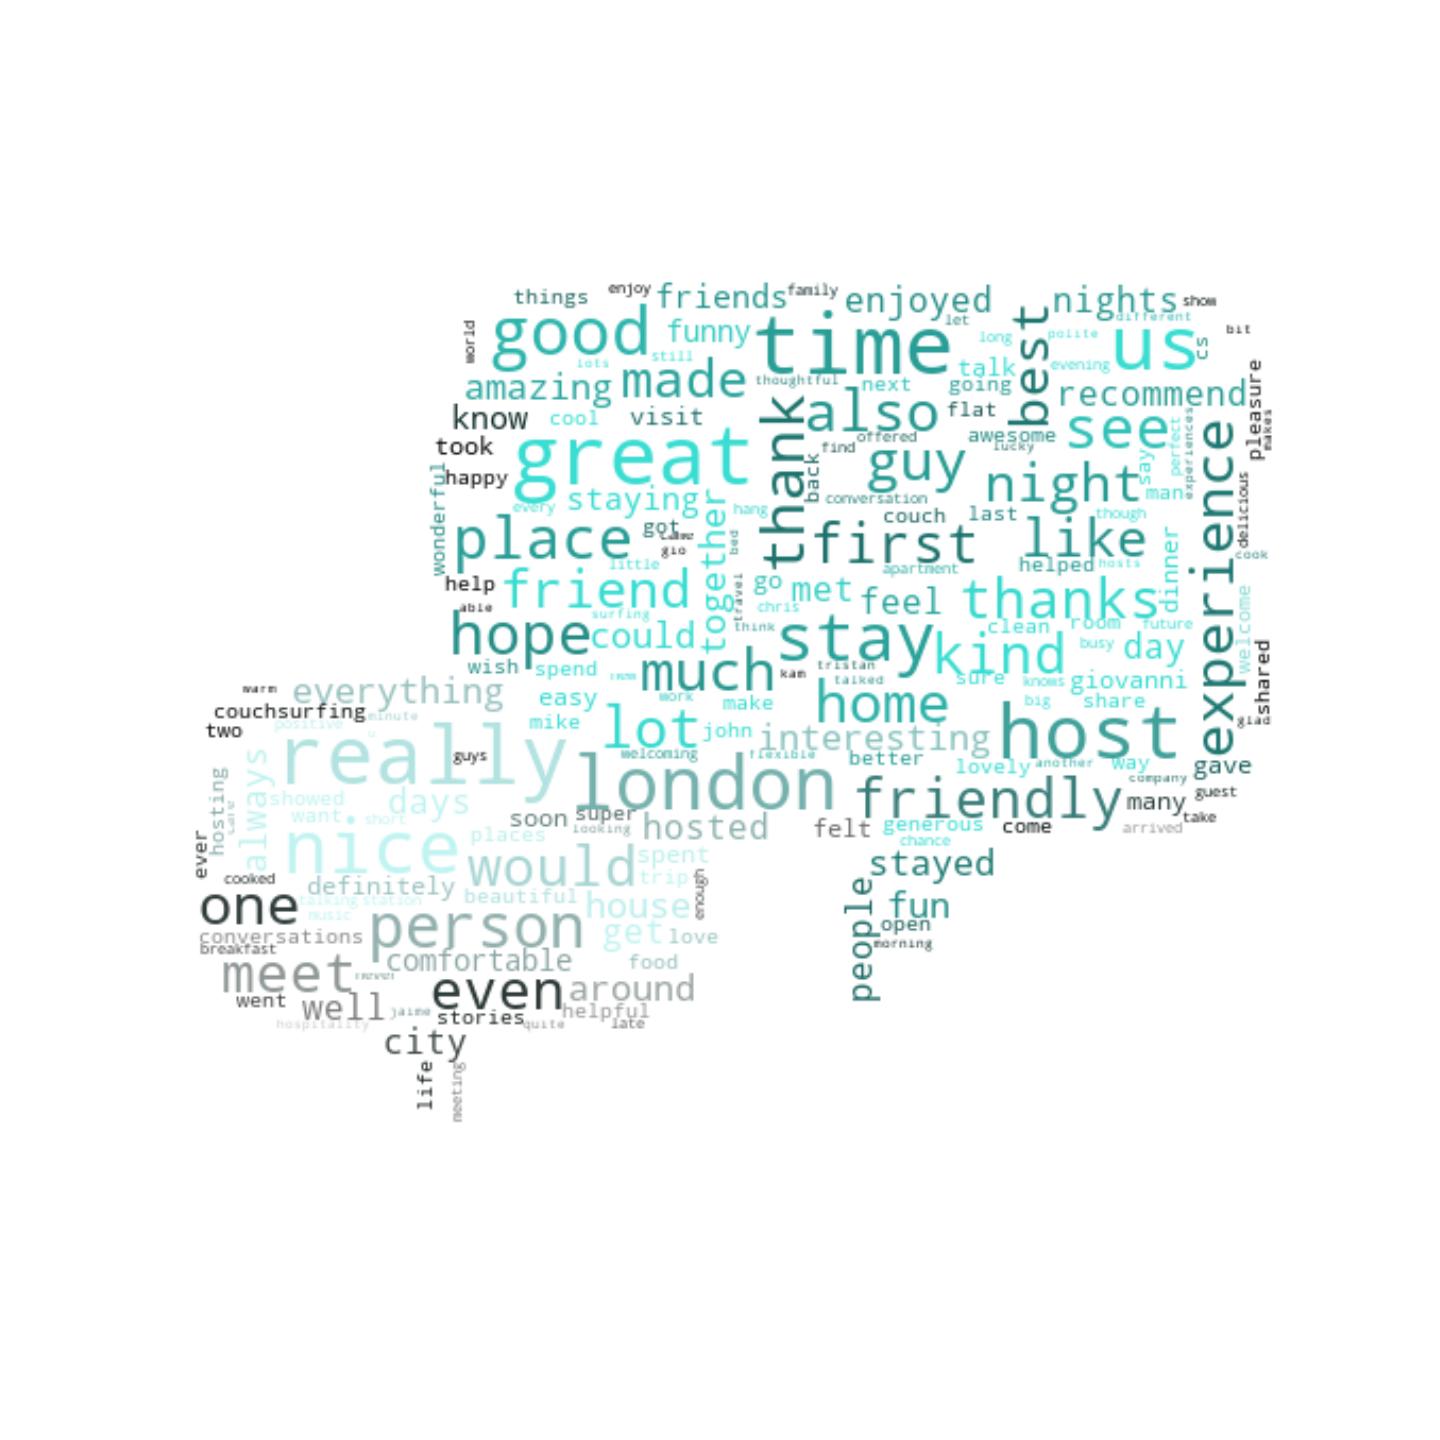 things
enjoy
friends
family
enjoyed
nights
show
good
funny
time
let
best
different
us
bit
world
lots
still
long
polite
cs
talk
evening
amazing
made
thoughtful
next
going
recommend
pleasure
know
cool
visit
thank
also
flat
see
makes
took
great
back
find
offered
guy
awesome
lucky
say
perfect
experiences
experience
happy
staying
conversation
night
man
delicious
wonderful
every
together
hang
couch
last
though
place
got
gio
bed
first
like
dinner
cook
little
apartment
helped
hosts
help
friend
travel
go
met
feel
thanks
welcome
able
surfing
chris
clean
room
future
hope
could
think
stay
kind
busy
day
shared
wish
spend
much
kam
tristan
talked
sure
knows
giovanni
warm
everything
easy
work
make
home
big
share
glad
couchsurfing
minute
mike
lot
john
interesting
host
two
positive
u
really
guys
welcoming
flexible
better
lovely
another
way
gave
always
london
company
hosting
showed
days
friendly
many
guest
want
short
soon
super
looking
hosted
felt
generous
come
arrived
take
ever
nice
places
chance
would
spent
stayed
cooked
definitely
trip
enough
people
one
talking
station
beautiful
house
fun
music
person
get
love
open
conversations
breakfast
morning
meet
comfortable
food
went
well
even
around
jaime
stories
helpful
hospitality
quite
late
city
life
meeting